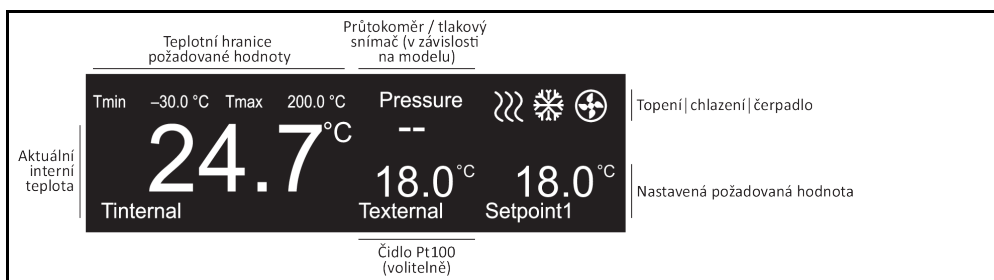 Teplotní hranice
požadované hodnoty
Průtokoměr / tlakový
snímač (v závislosti
na modelu)
Tmin –30.0 °C Tmax 200.0 °C
Pressure
--
Topení|chlazení|čerpadlo
Aktuální
interní
teplota
24.7°C
18.0°C
18.0°C
Nastavená požadovaná hodnota
Tinternal
Texternal
Setpoint1
Čidlo Pt100
(volitelně)